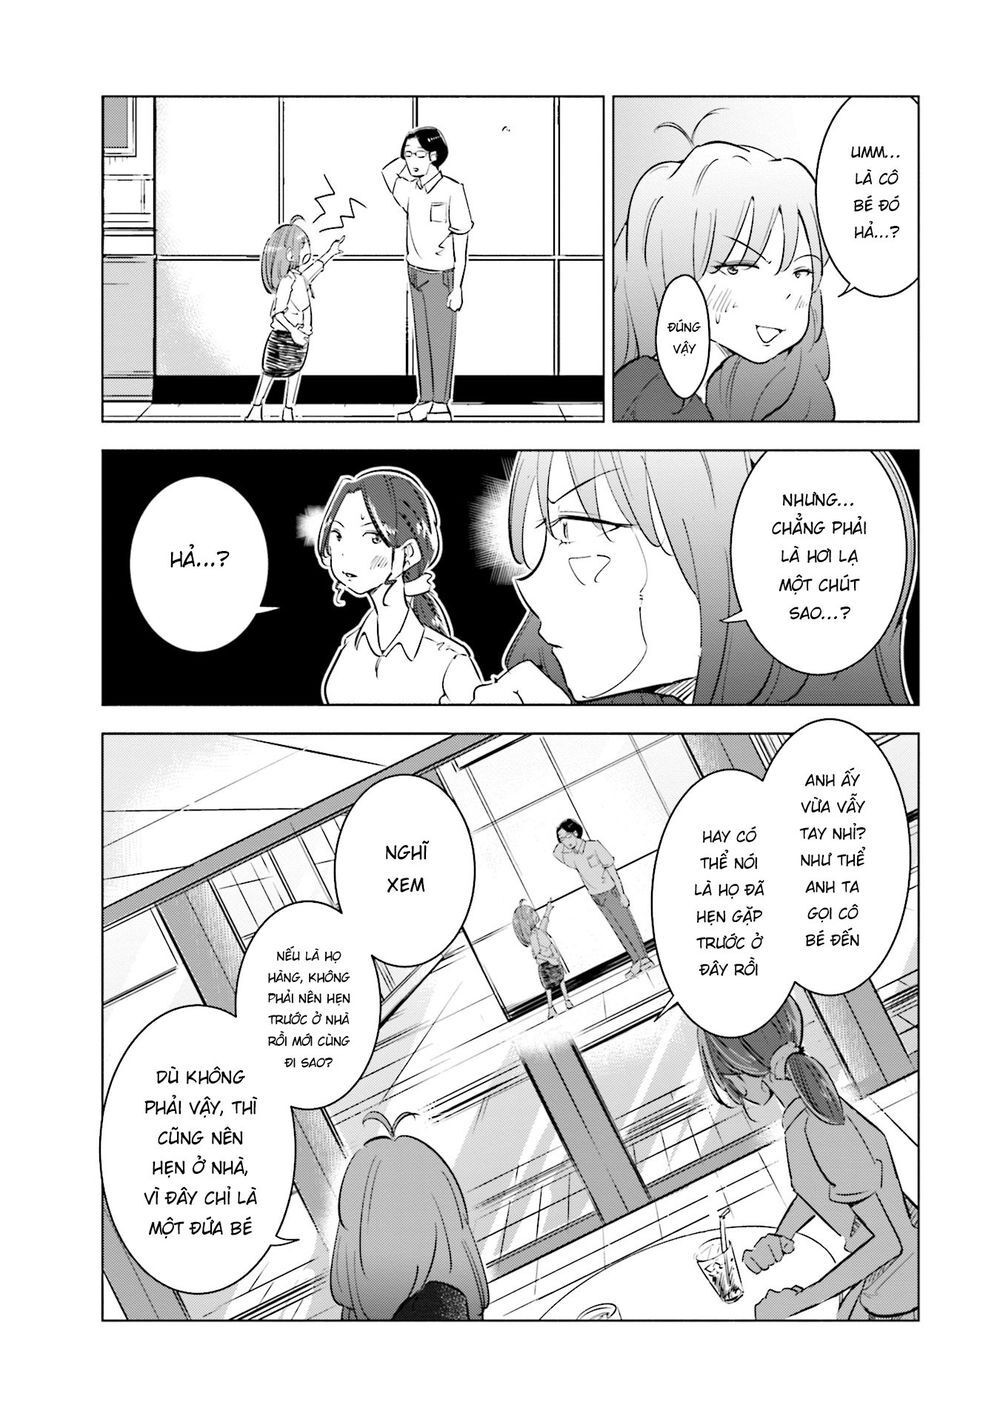 UMM...
LÀ CÔ
BÉ ĐÓ
HẢ...?
ĐÚNG
VẬY
NHƯNG...
CHẲNG PHẢI
LÀ HƠI LẠ
MỘT CHÚT
SAO...?
HẢ...?
ANH ẤY
VỪA VẪY
TAY NHỈ?
NHƯ THỂ
ANH TA
GỌI CÔ
BÉ ĐẾN
HAY CÓ
THỂ NÓI
LÀ HỌ ĐÃ
HẸN GẶP
TRƯỚC Ở
ĐÂY RỒI
NGHĨ
XEM
NẾU LÀ HỌ
HÀNG, KHÔNG
PHẢI NÊN HẸN
TRƯỚC Ở NHÀ
RỒI MỚI CÙNG
ĐI SAO?
DÙ KHÔNG
PHẢI VẬY, THÌ
CŨNG NÊN
HẸN Ở NHÀ,
VÌ ĐÂY CHỈ LÀ
MỘT ĐỨA BÉ